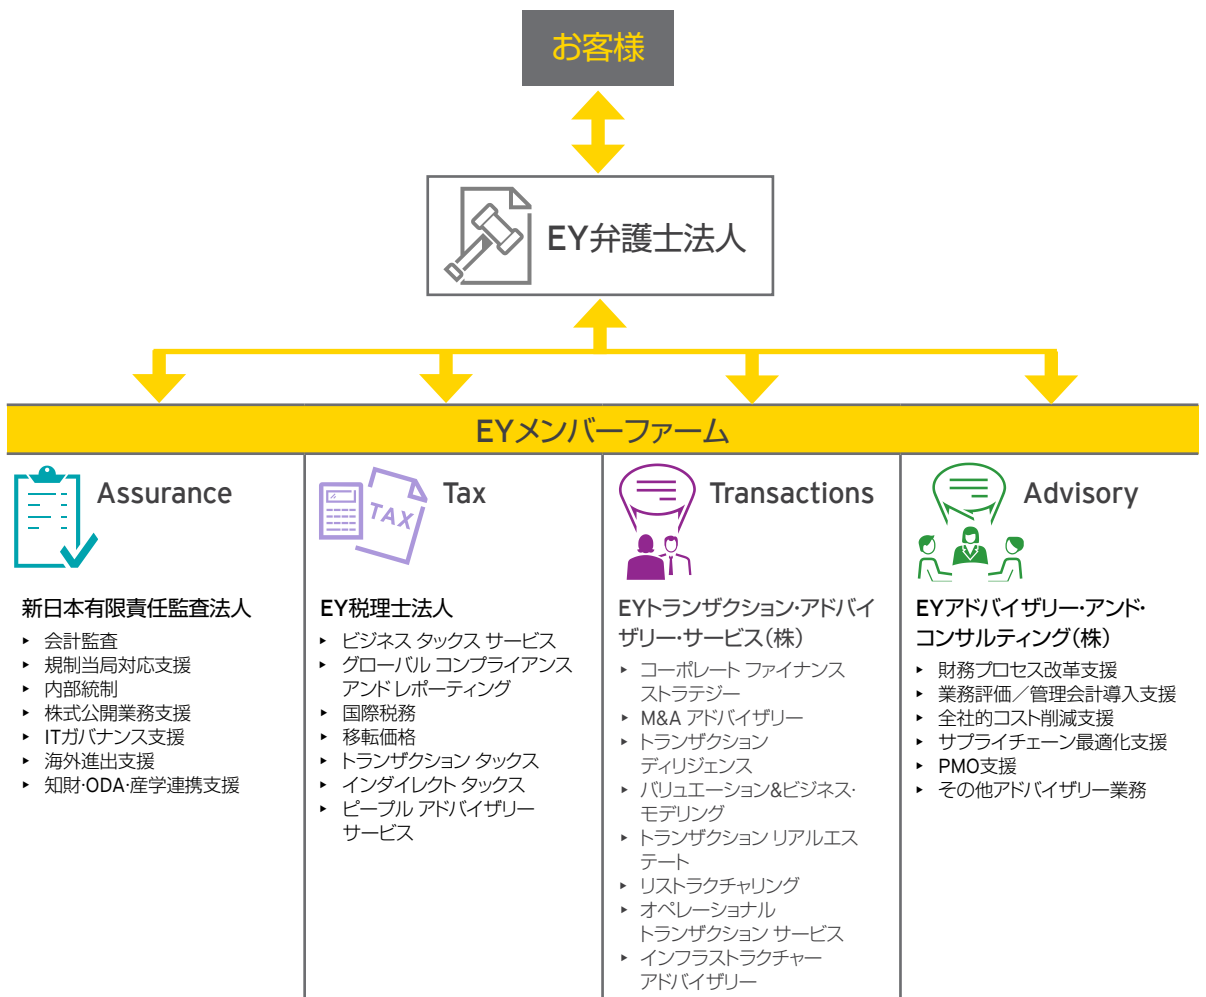 お客様
EY弁護士法人
EYメンバーファーム
Assurance
新日本有限責任監査法人
▸ 会計監査
▸ 規制当局対応支援
▸ 内部統制
▸ 株式公開業務支援
▸ ITガバナンス支援
▸ 海外進出支援
▸ 知財·ODA·産学連携支援
TAX
Tax
EY税理士法人
▸ ビジネス タックス サービス
▸ グローバル コンプライアンス
アンド レポーティング
▸ 国際税務
▸ 移転価格
▸ トランザクション タックス
▸ インダイレクト タックス
▸ ピープル アドバイザリー
サービス
Transactions
EYトランザクション・アドバイ
ザリー・サービス（株）
▸ コーポレート ファイナンス
ストラテジー
▸ M&A アドバイザリー
▸ トランザクション
ディリジェンス
▸ バリュエーション&ビジネス・
モデリング
▸ トランザクション リアルエス
テート
▸ リストラクチャリング
▸ オペレーショナル
トランザクション サービス
▸ インフラストラクチャー
アドバイザリー
Advisory
EYアドバイザリー・アンド・
コンサルティング（株）
▸ 財務プロセス改革支援
▸ 業務評価／管理会計導入支援
▸ 全社的コスト削減支援
▸ サプライチェーン最適化支援
▸ PMO支援
▸ その他アドバイザリー業務